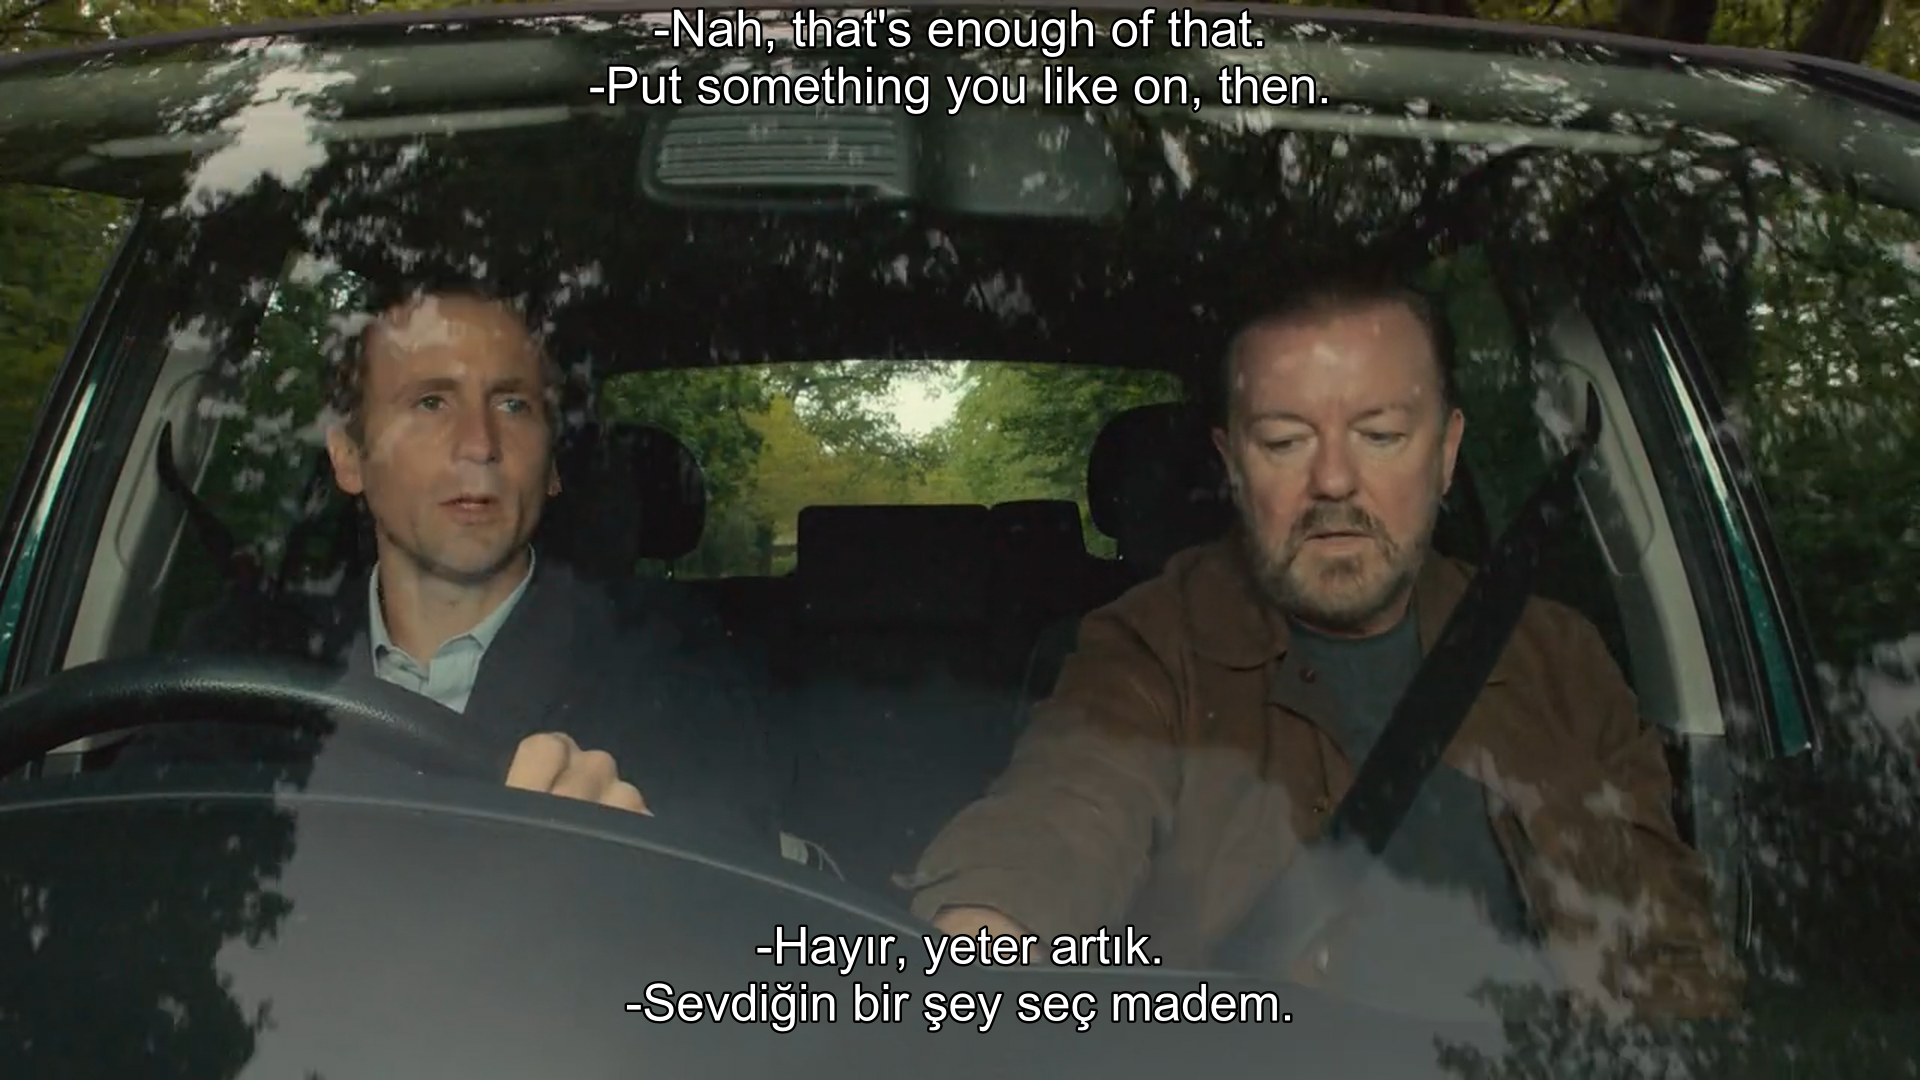 -Nah, that's enough of that.
-Put something you like on, then.
-Hayır, yeter artık.
-Sevdiğin bir şey seç madem.